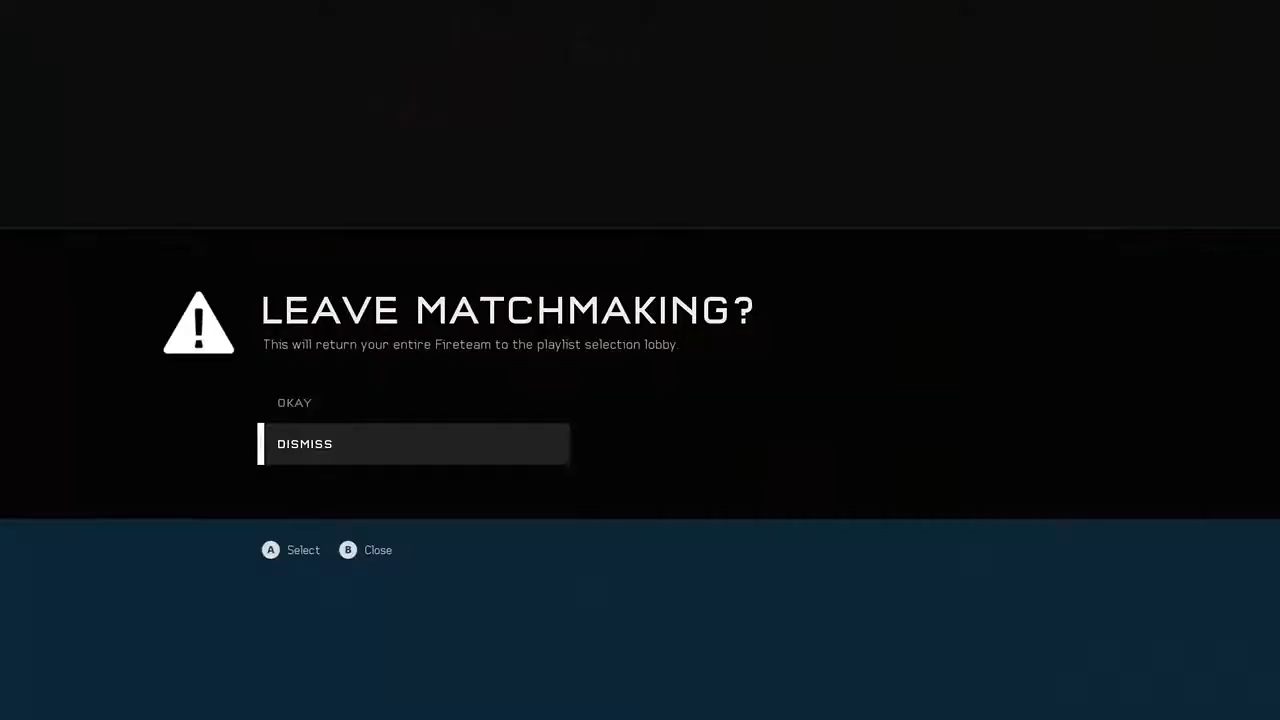 LEAVE MATCHMAKING?
This will return your entire Fireteam to the playlist selection lobby.
OKAY
DISMISS
A Select B Close